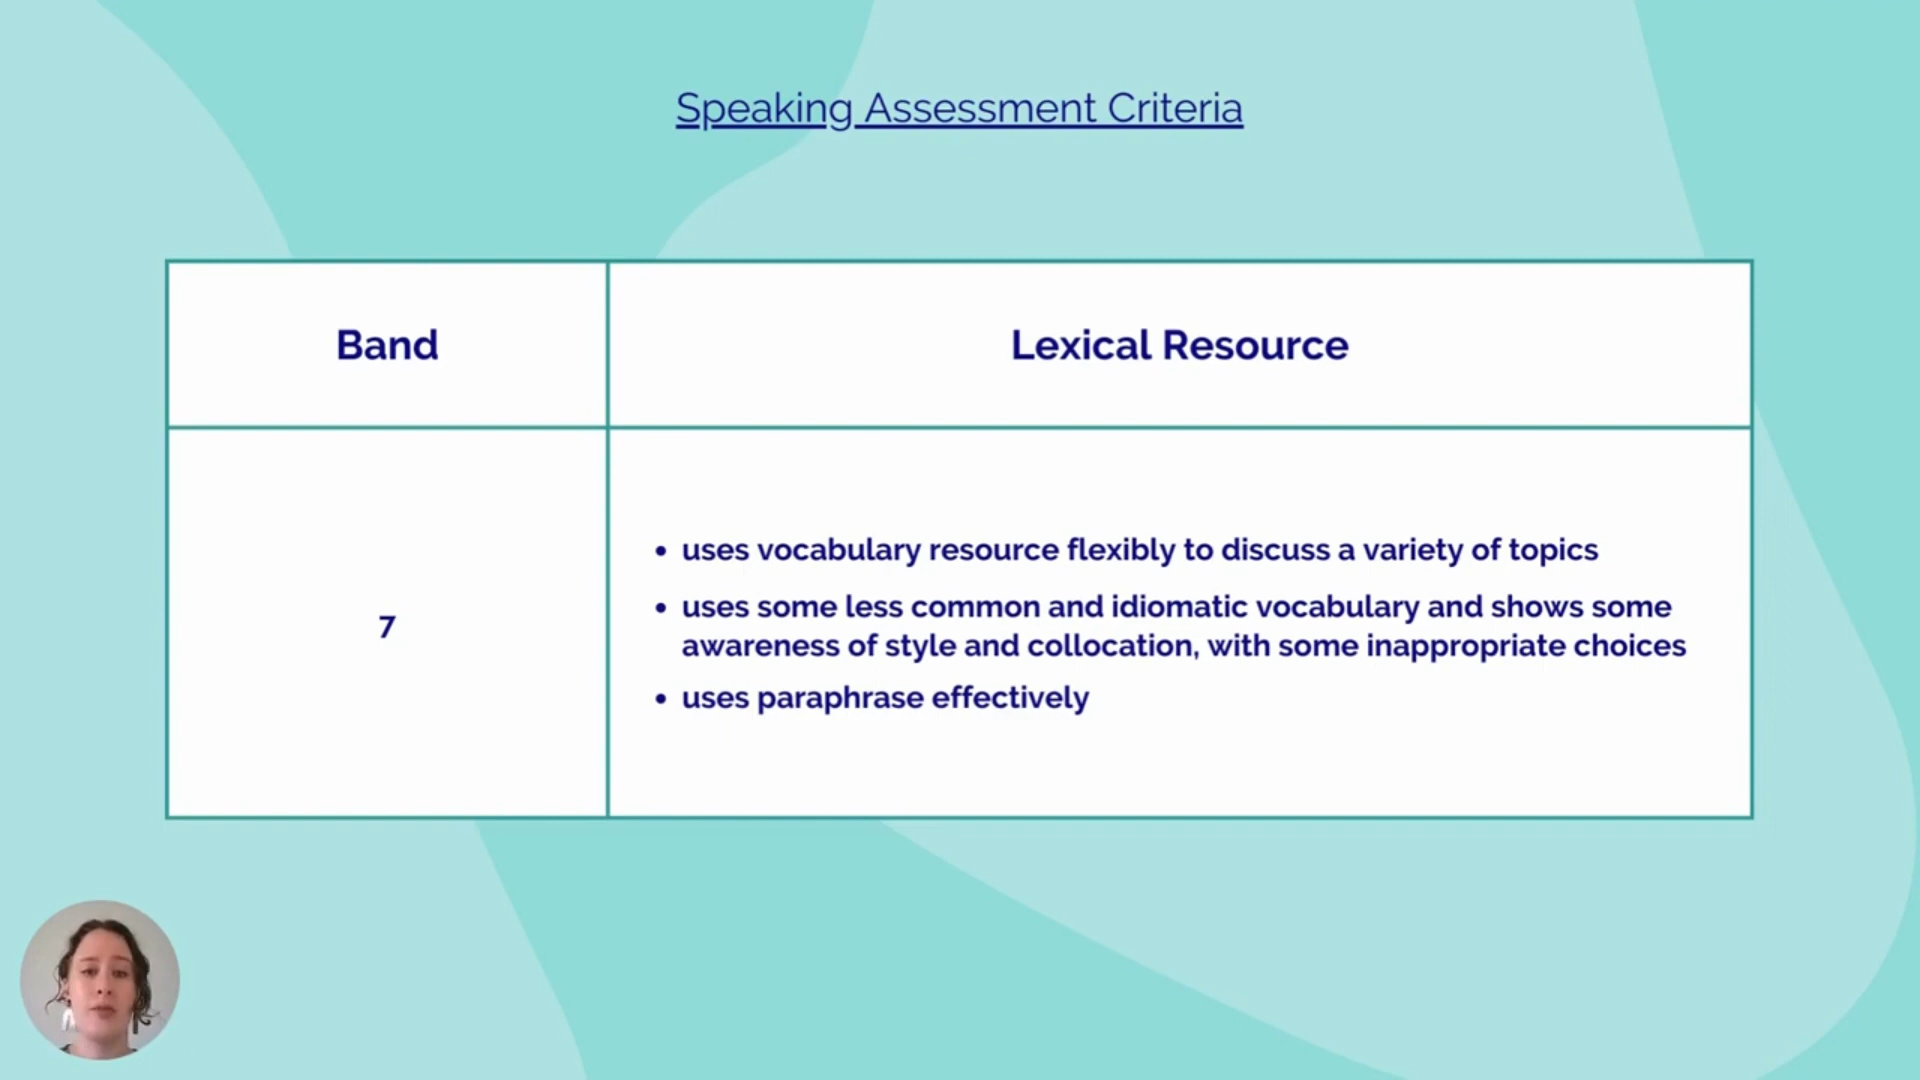 Speaking Assessment Criteria
Band
Lexical Resource
7
• uses vocabulary resource flexibly to discuss a variety of topics
• uses some less common and idiomatic vocabulary and shows some
awareness of style and collocation, with some inappropriate choices
• uses paraphrase effectively